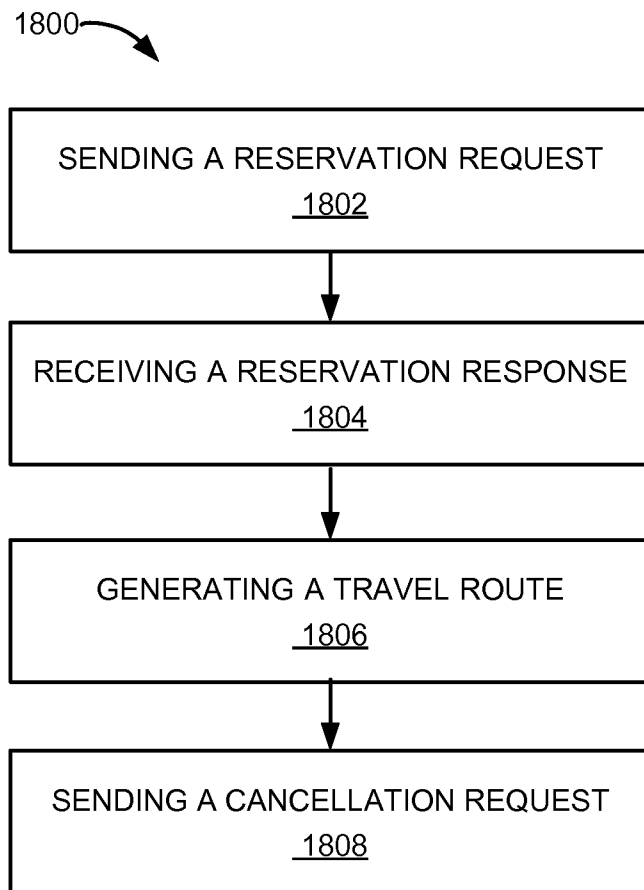 1800
SENDING A RESERVATION REQUEST
1802
RECEIVING A RESERVATION RESPONSE
1804
GENERATING A TRAVEL ROUTE
1806
SENDING A CANCELLATION REQUEST
1808